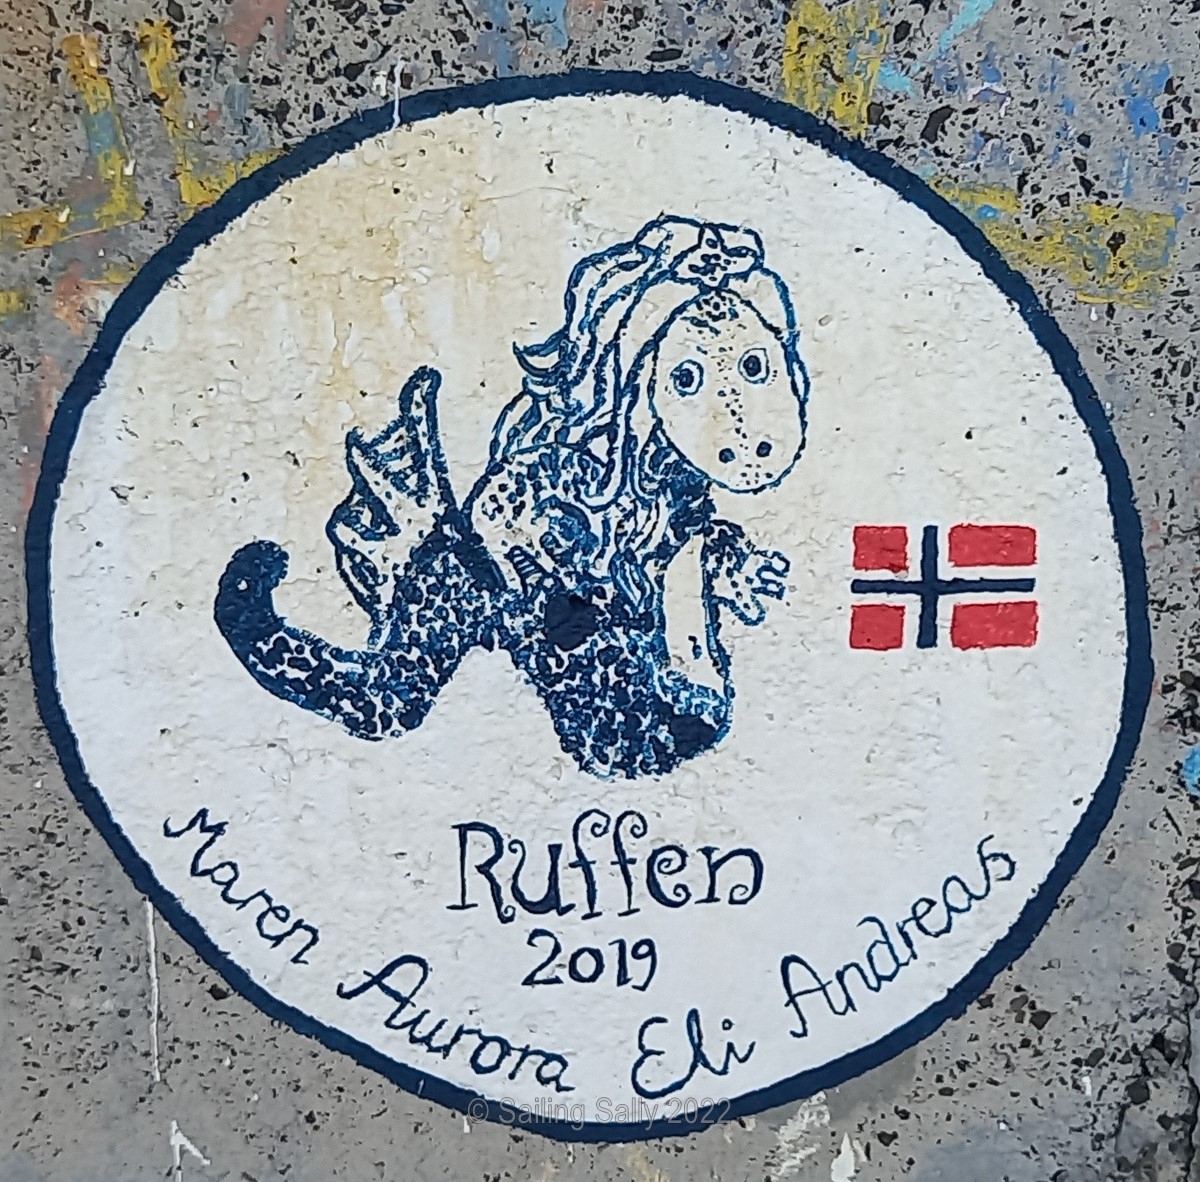 Ruffen
2019
Maren Aurora Eli Andreas
© Sailing Sally 2022